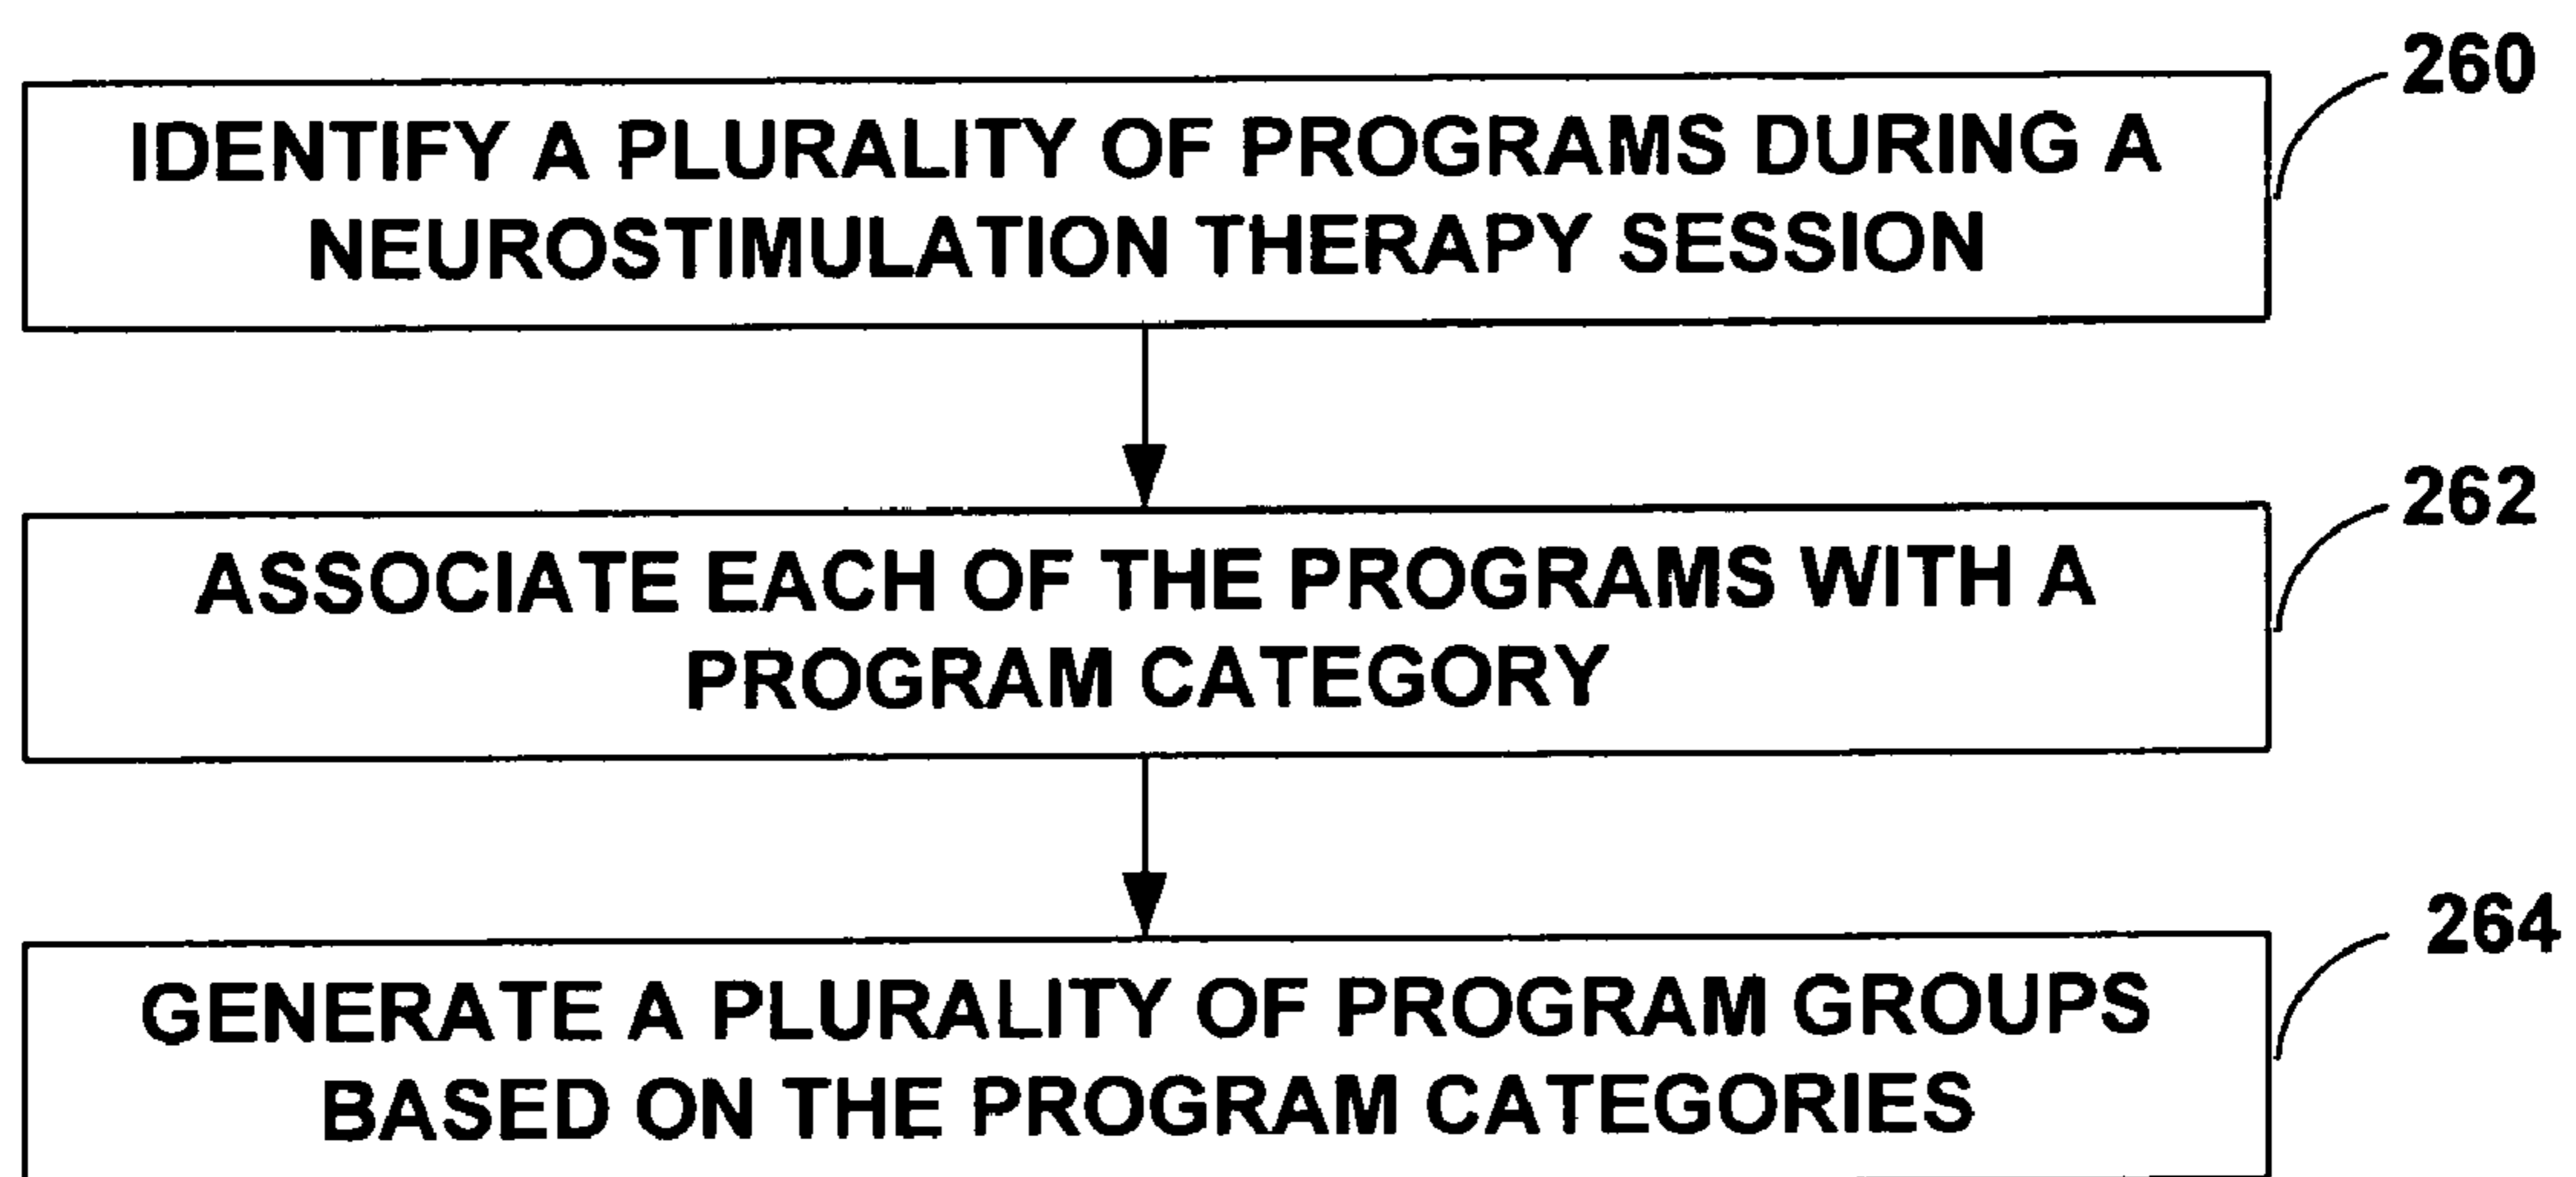 260
IDENTIFY A PLURALITY OF PROGRAMS DURING A
NEUROSTIMULATION THERAPY SESSION
262
ASSOCIATE EACH OF THE PROGRAMS WITH A
PROGRAM CATEGORY
264
GENERATE A PLURALITY OF PROGRAM GROUPS
BASED ON THE PROGRAM CATEGORIES